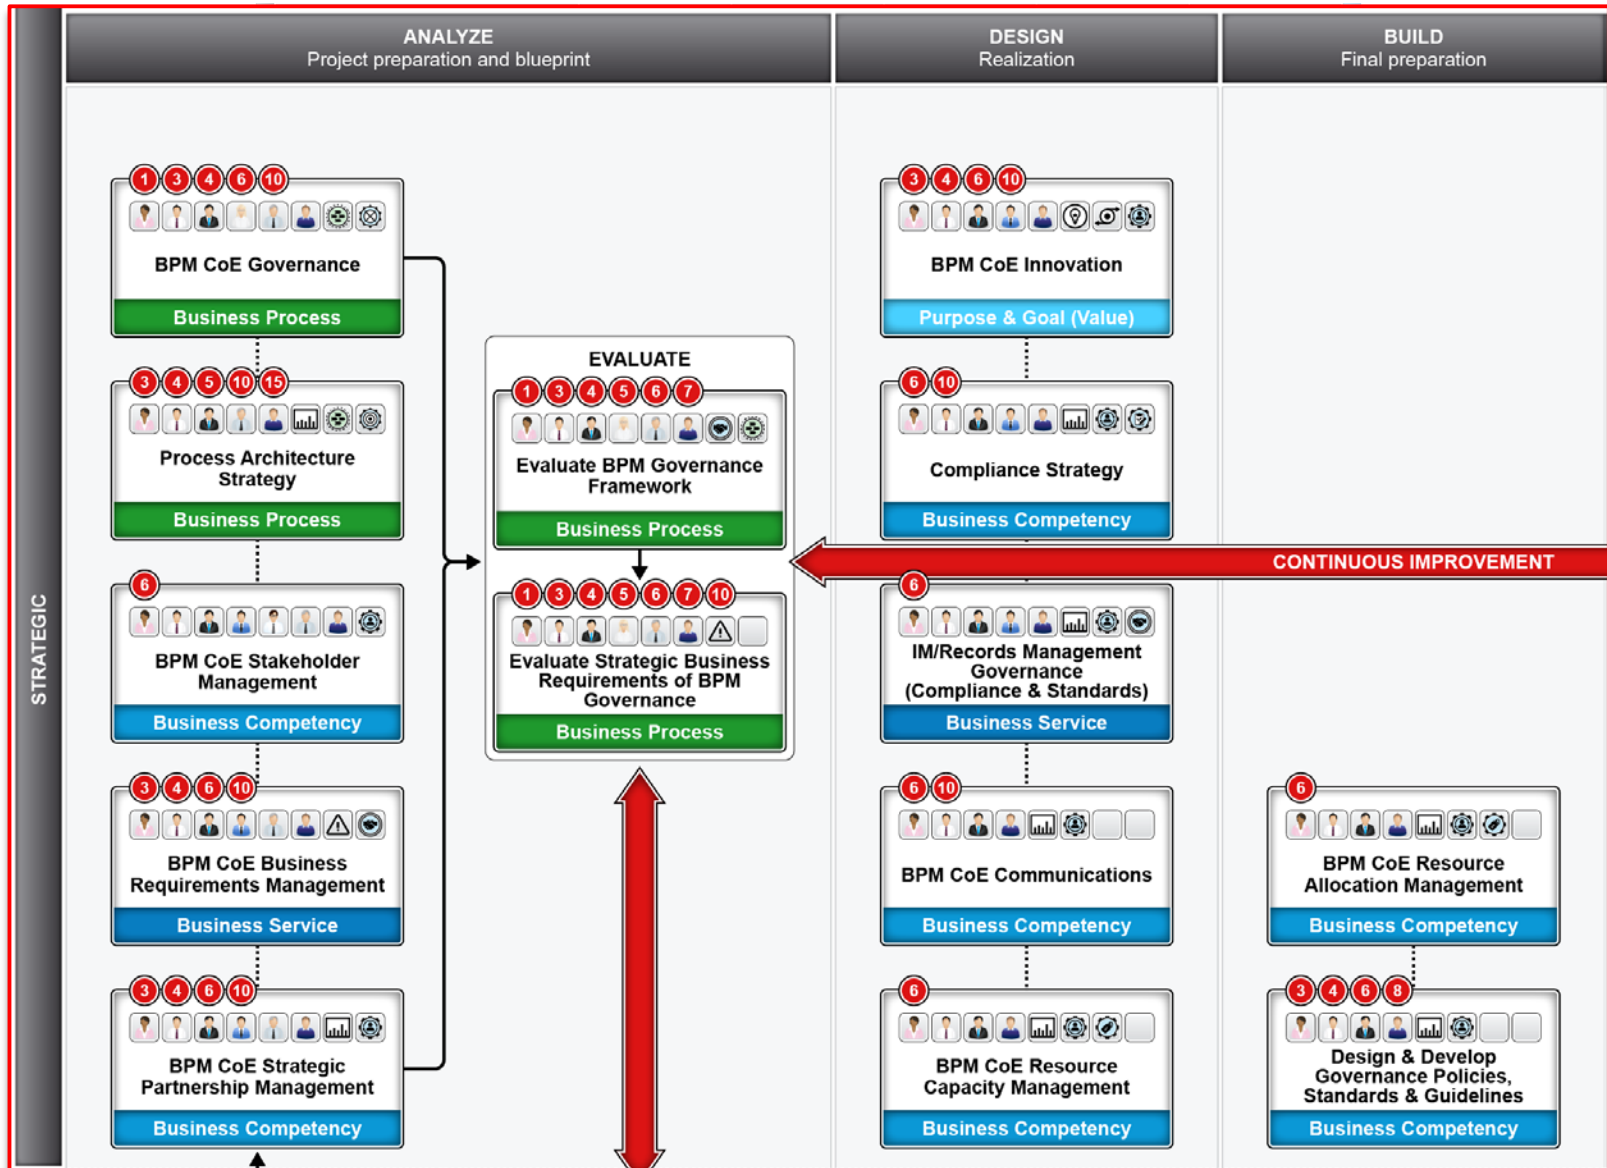 ANALYZE
Project preparation and blueprint
DESIGN
Realization
BUILD
Final preparation
STRATEGIC
1 3 4 6 10
BPM CoE Governance
Business Process
3 4 5 10 15
Process Architecture
Strategy
Business Process
6
BPM CoE Stakeholder
Management
Business Competency
3 4 6 10
BPM CoE Business
Requirements Management
Business Service
3 4 6 10
BPM CoE Strategic
Partnership Management
Business Competency
EVALUATE
1 3 4 5 6 7
Evaluate BPM Governance
Framework
Business Process
1 3 4 5 6 7 10
Evaluate Strategic Business
Requirements of BPM
Governance
Business Process
3 4 6 10
BPM CoE Innovation
Purpose & Goal (Value)
6 10
Compliance Strategy
Business Competency
CONTINUOUS IMPROVEMENT
6
IM/Records Management
Governance
(Compliance & Standards)
Business Service
6 10
BPM CoE Communications
Business Competency
6
BPM CoE Resource
Capacity Management
Business Competency
6
BPM CoE Resource
Allocation Management
Business Competency
3 4 6 8
Design & Develop
Governance Policies,
Standards & Guidelines
Business Competency